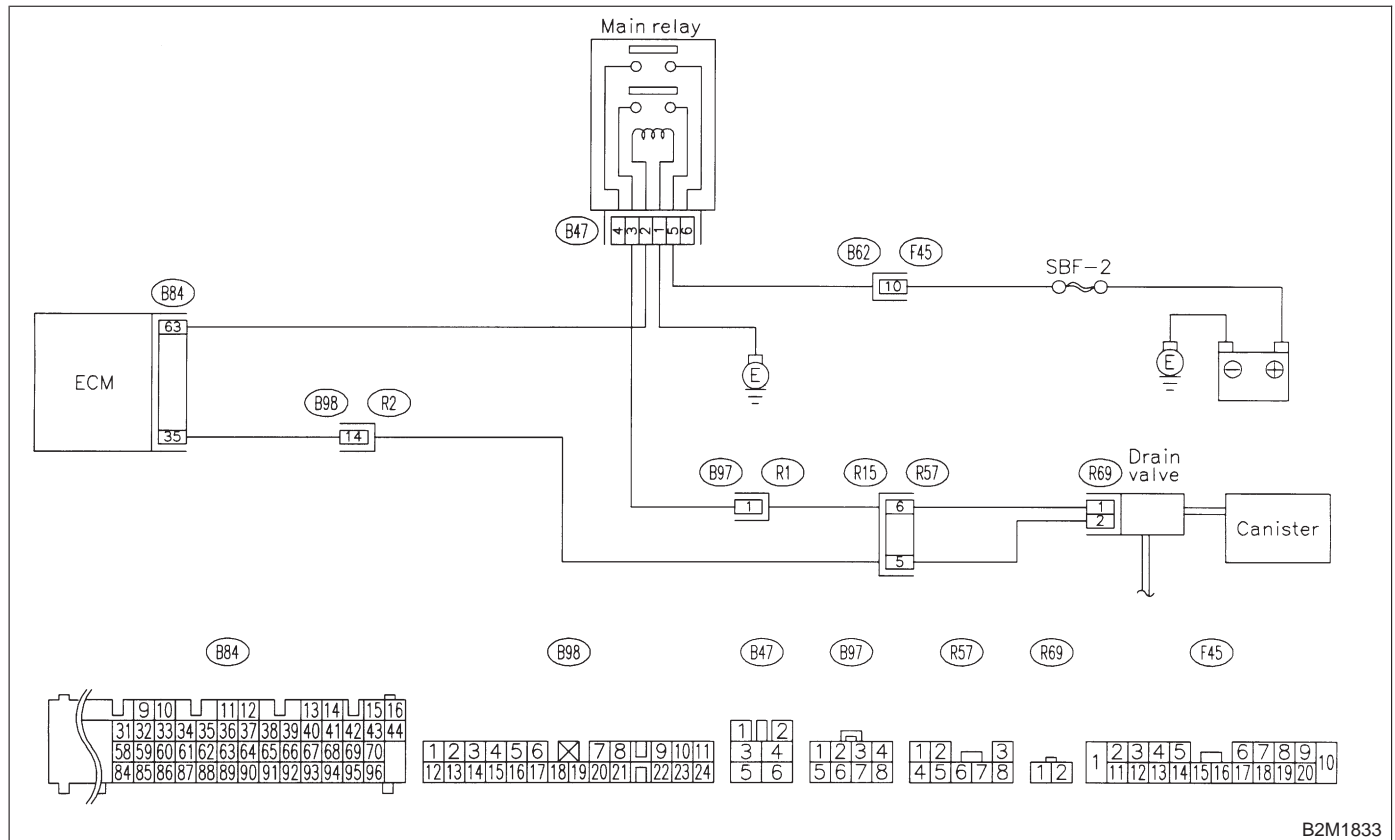 Main relay
B47
4 3 2 1 5 6
B62 F45
10
SBF-2
E
B84
63
ECM
35
B98 R2
14
E
B97 R1
1
R15 R57
6
5
R69
1
2
Drain
valve
Canister
B84
9 10 11 12 13 14 15 16
31 32 33 34 35 36 37 38 39 40 41 42 43 44
58 59 60 61 62 63 64 65 66 67 68 69 70
84 85 86 87 88 89 90 91 92 93 94 95 96
B98
1 2 3 4 5 6 7 8 9 10 11
12 13 14 15 16 17 18 19 20 21 22 23 24
B47
1 2
3 4
5 6
B97
1 2 3 4
5 6 7 8
R57
1 2 3
4 5 6 7 8
R69
1 2
F45
1 2 3 4 5 6 7 8 9 10
11 12 13 14 15 16 17 18 19 20
B2M1833